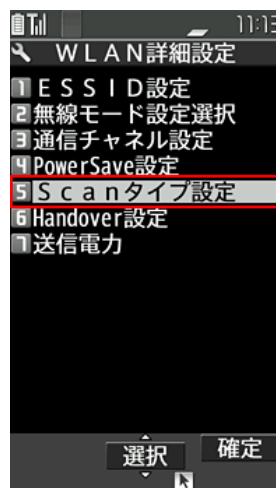 11:13
WLAN詳細設定
1 ESSID設定
2 無線モード設定選択
3 通信チャネル設定
4 PowerSave設定
5 Scanタイプ設定
6 Handover設定
7 送信電力
選択 確定